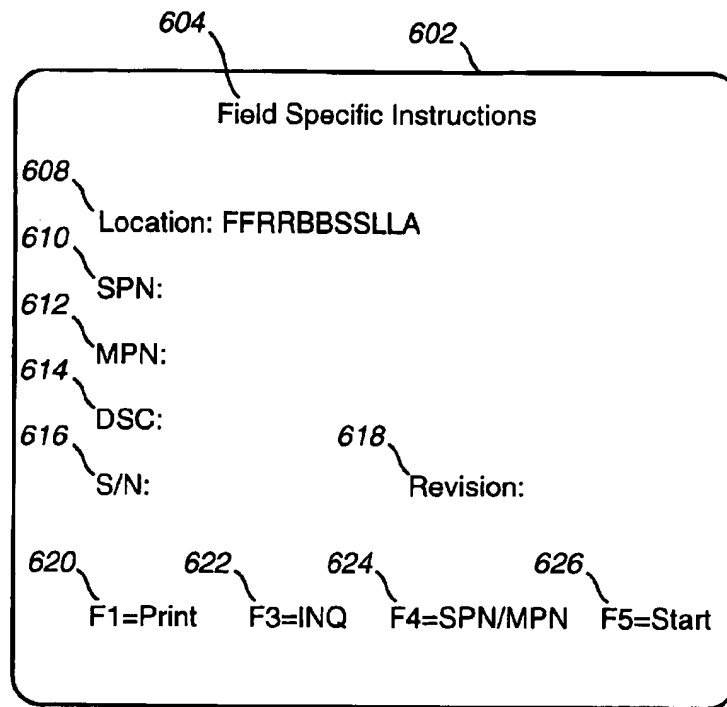 604 602
Field Specific Instructions
608
Location: FFRRBBSSLLA
610
SPN:
612
MPN:
614
DSC:
616 618
S/N: Revision:
620 622 624 626
F1=Print F3=INQ F4=SPN/MPN F5=Start